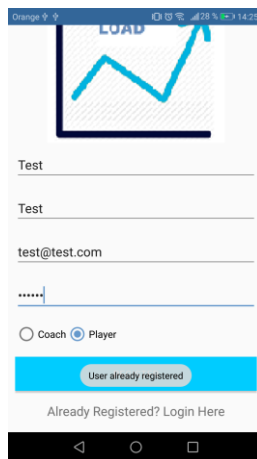 Orange 28 % 14:25
LOAD
Test
Test
test@test.com
••••••
Coach Player
User already registered
Already Registered? Login Here